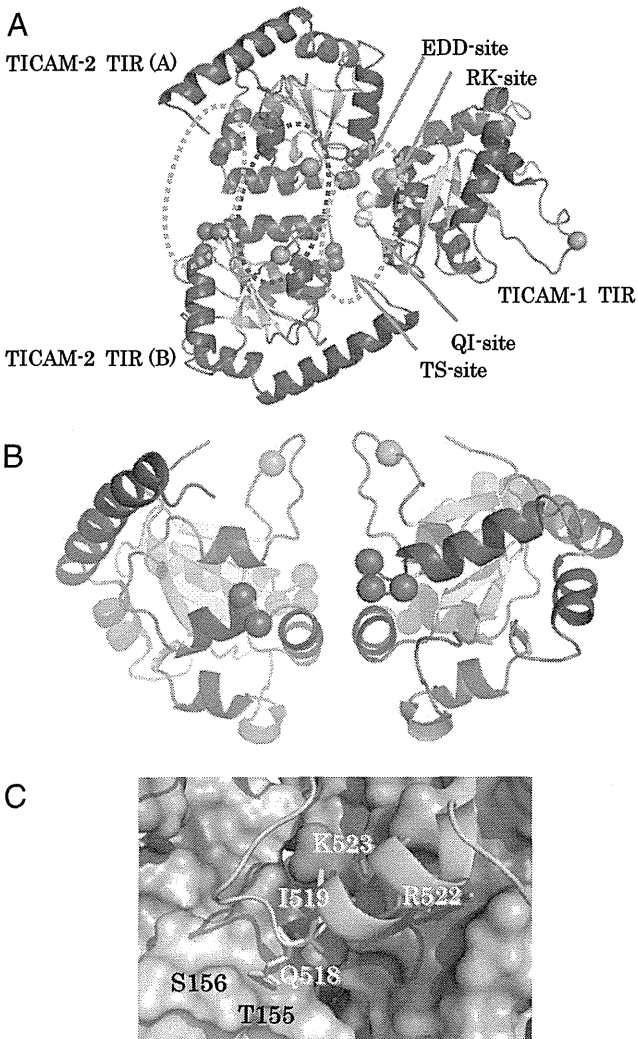 A
TICAM-2 TIR (A)
EDD-site
RK-site
TICAM-1 TIR
TICAM-2 TIR (B)
QI-site
TS-site
B
C
K523
I519
R522
Q518
S156
T155